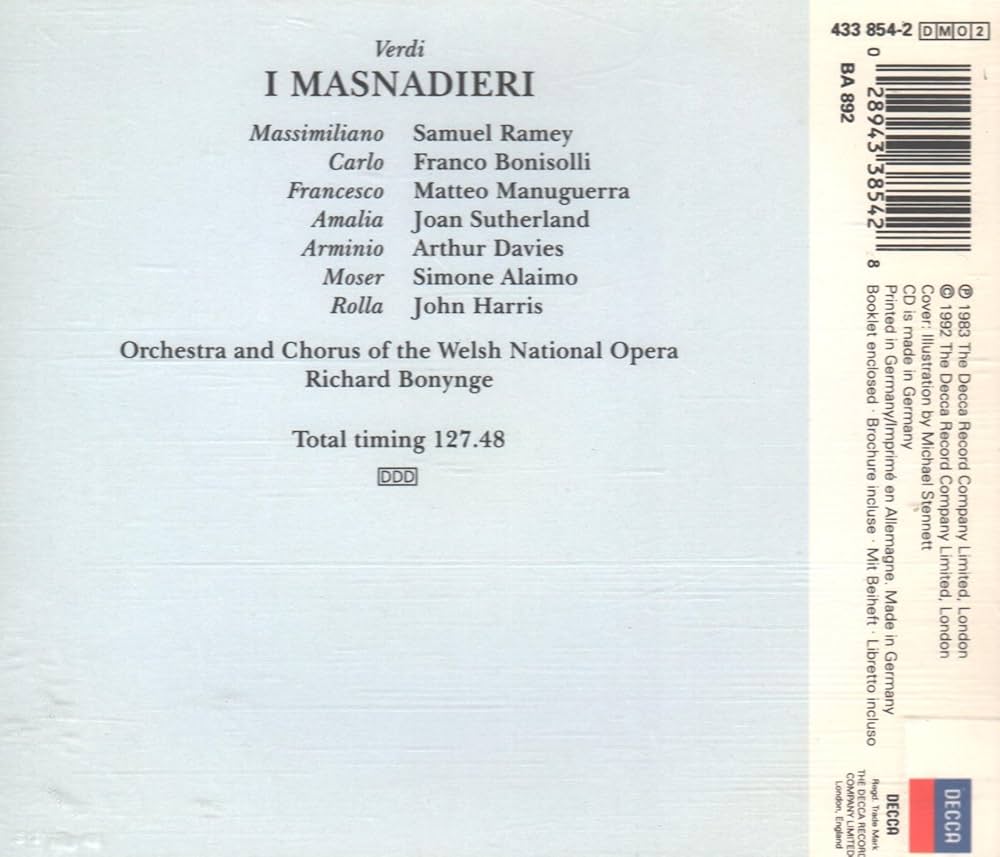 Verdi
I MASNADIERI
Massimiliano Samuel Ramey
Carlo Franco Bonisolli
Francesco Matteo Manuguerra
Amalia Joan Sutherland
Arminio Arthur Davies
Moser Simone Alaimo
Rolla John Harris
Orchestra and Chorus of the Welsh National Opera
Richard Bonynge
Total timing 127.48
DDD
433 854-2 DMO2
BA 892
0 28943 38542 8
℗ 1983 The Decca Record Company Limited, London
© 1992 The Decca Record Company Limited, London
Cover: Illustration by Michael Stennett
CD is made in Germany
Printed in Germany/Imprimé en Allemagne. Made in Germany
Booklet enclosed · Brochure incluse · Mit Beiheft · Libretto incluso
DECCA
DECCA
Regd. Trade Mark
THE DECCA RECORD
COMPANY LIMITED
London, England